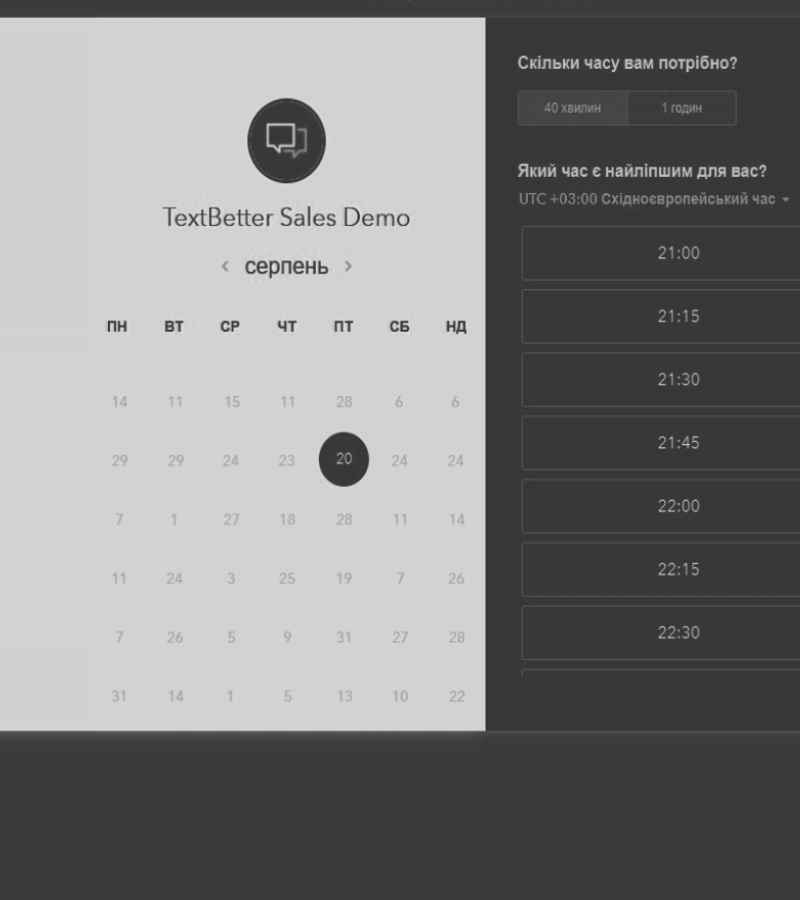 TextBetter Sales Demo
‹ серпень ›
ПН ВТ СР ЧТ ПТ СБ НД
14 11 15 11 28 6 6
29 29 24 23 20 24 24
7 1 27 18 28 11 14
11 24 3 25 19 7 26
7 26 5 9 31 27 28
31 14 1 5 13 10 22
Скільки часу вам потрібно?
40 хвилин 1 годин
Який час є найліпшим для вас?
UTC +03:00 Східноєвропейський час
21:00
21:15
21:30
21:45
22:00
22:15
22:30